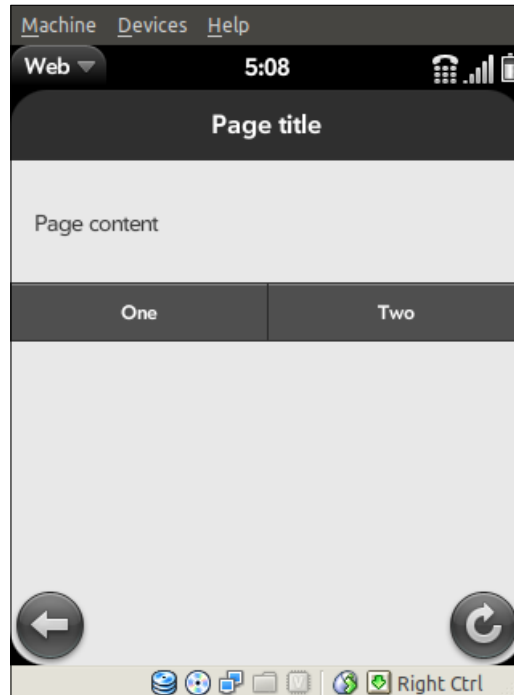 Machine Devices Help
Web 5:08
Page title
Page content
One Two
Right Ctrl